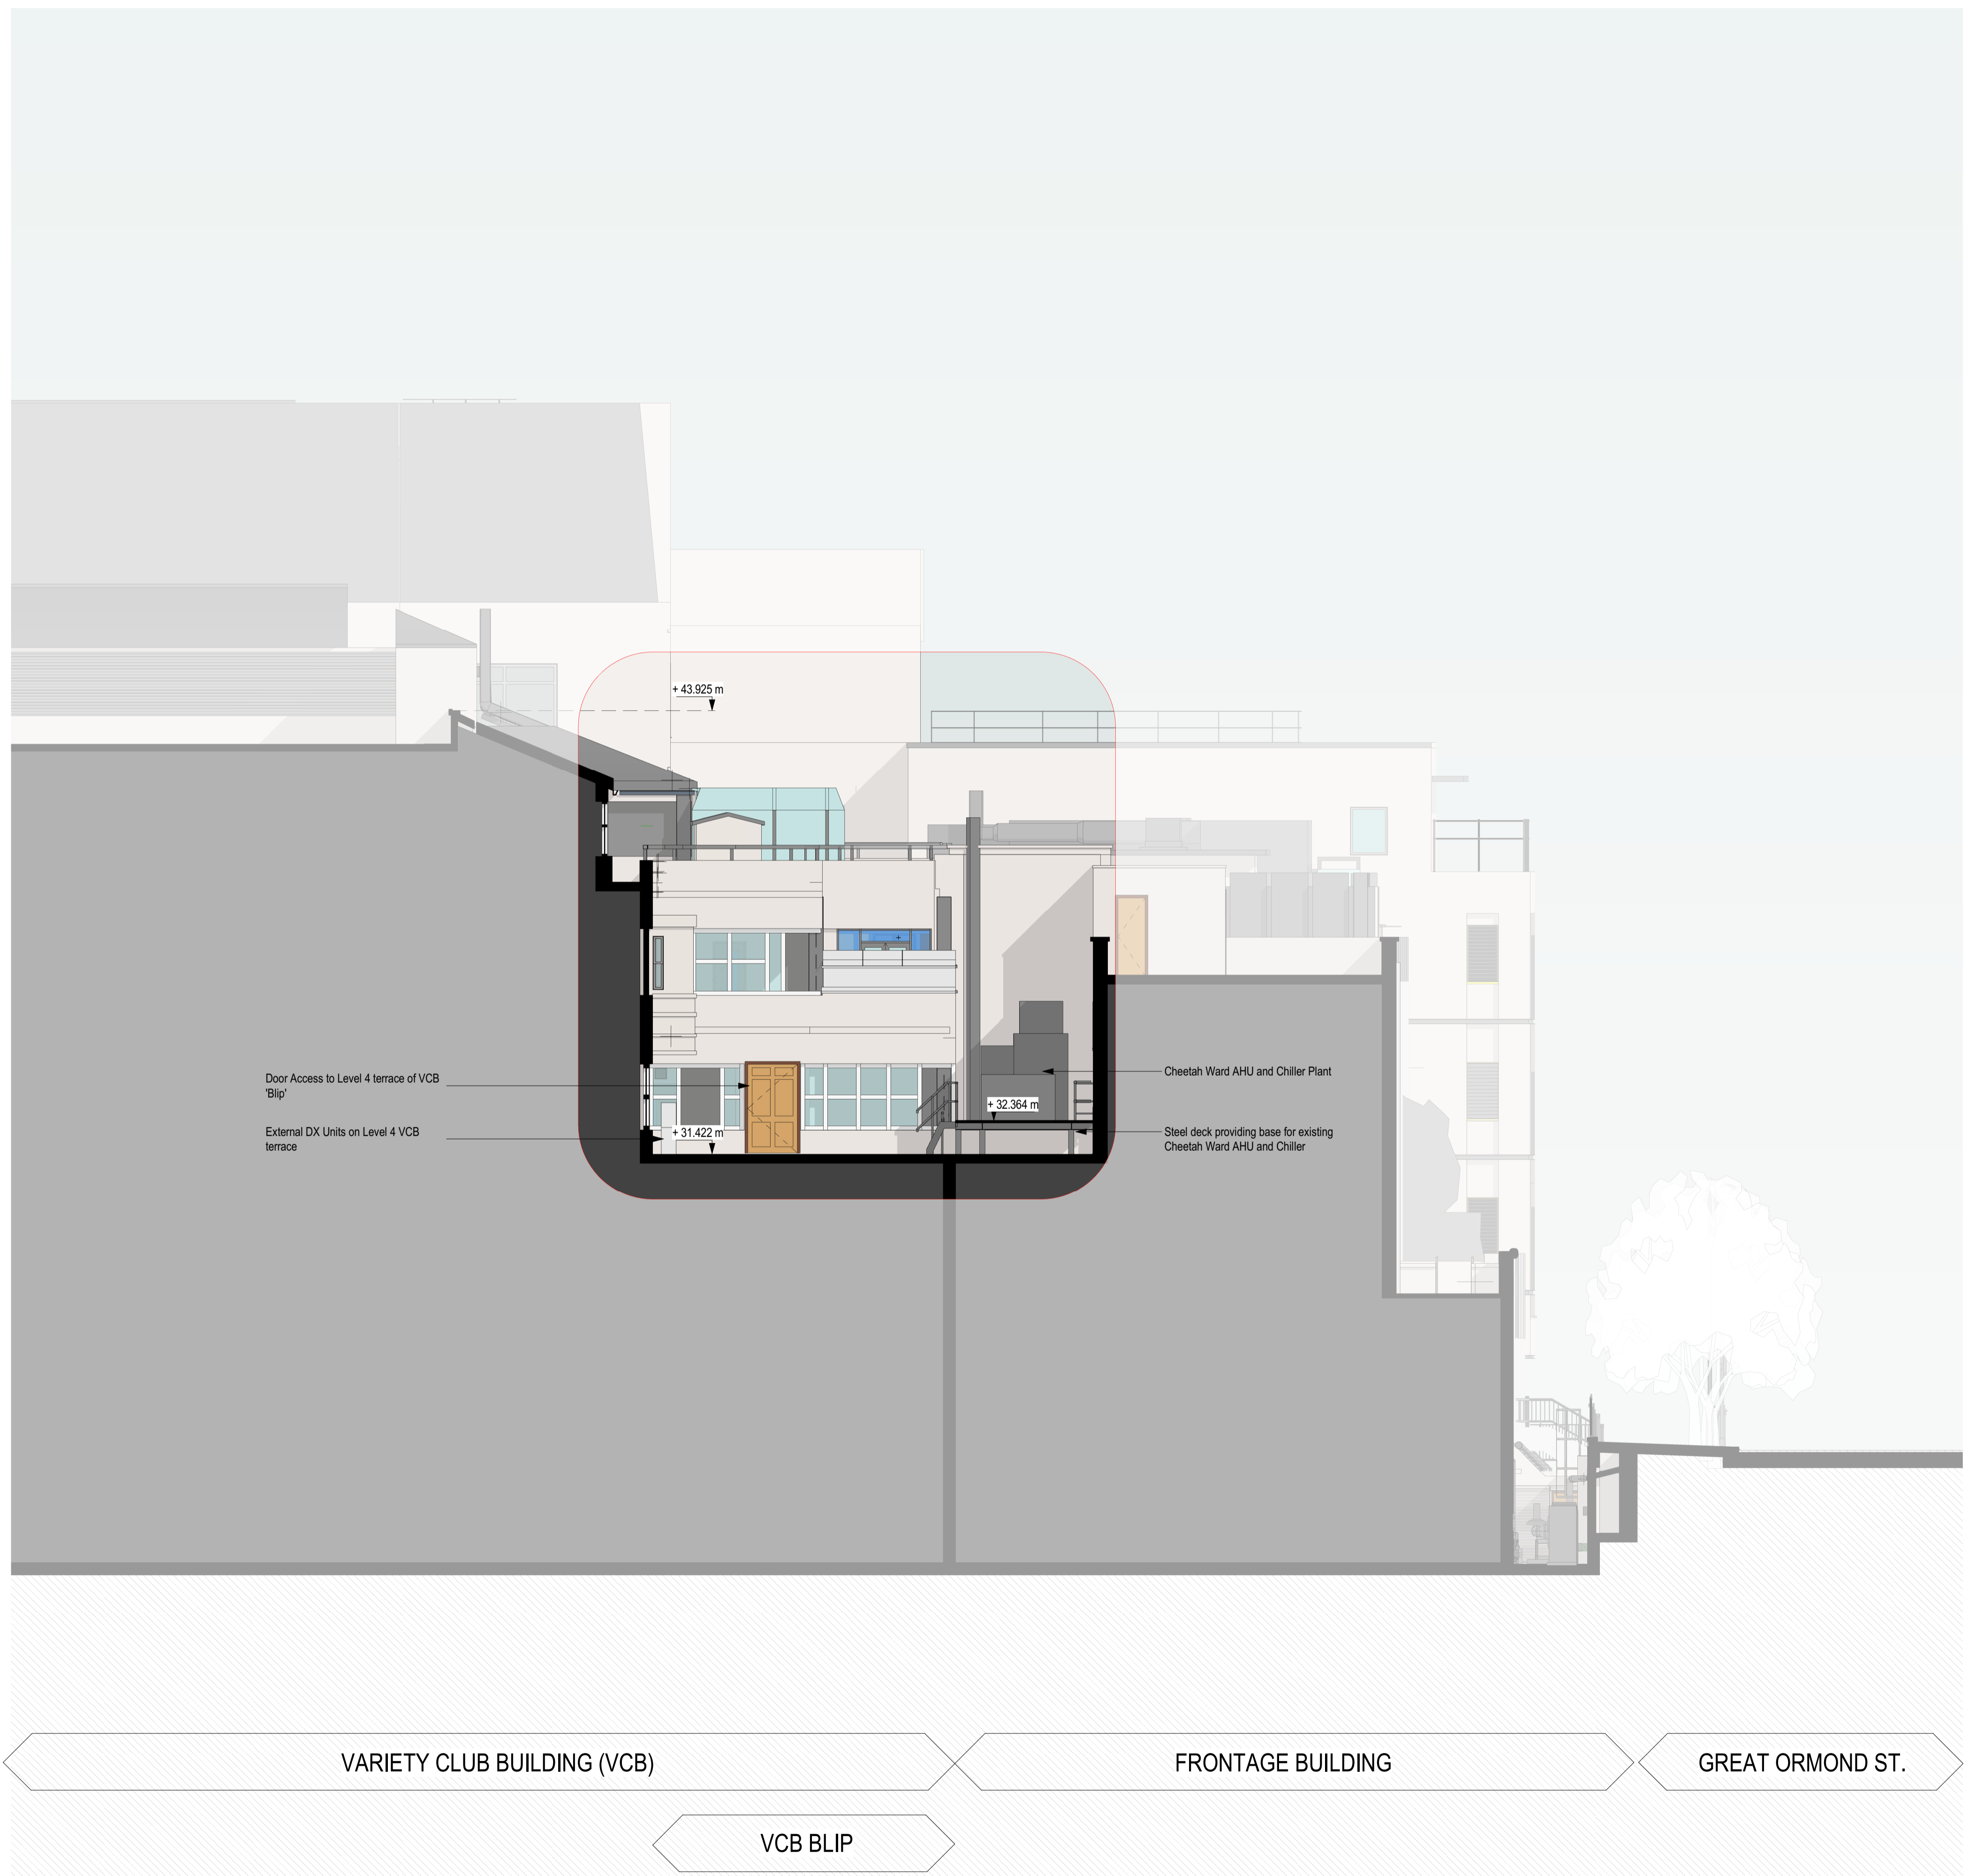 + 43.925 m
Door Access to Level 4 terrace of VCB
'Blip'
Cheetah Ward AHU and Chiller Plant
+ 32.364 m
External DX Units on Level 4 VCB
terrace
+ 31.422 m
Steel deck providing base for existing
Cheetah Ward AHU and Chiller
VARIETY CLUB BUILDING (VCB)
FRONTAGE BUILDING
GREAT ORMOND ST.
VCB BLIP